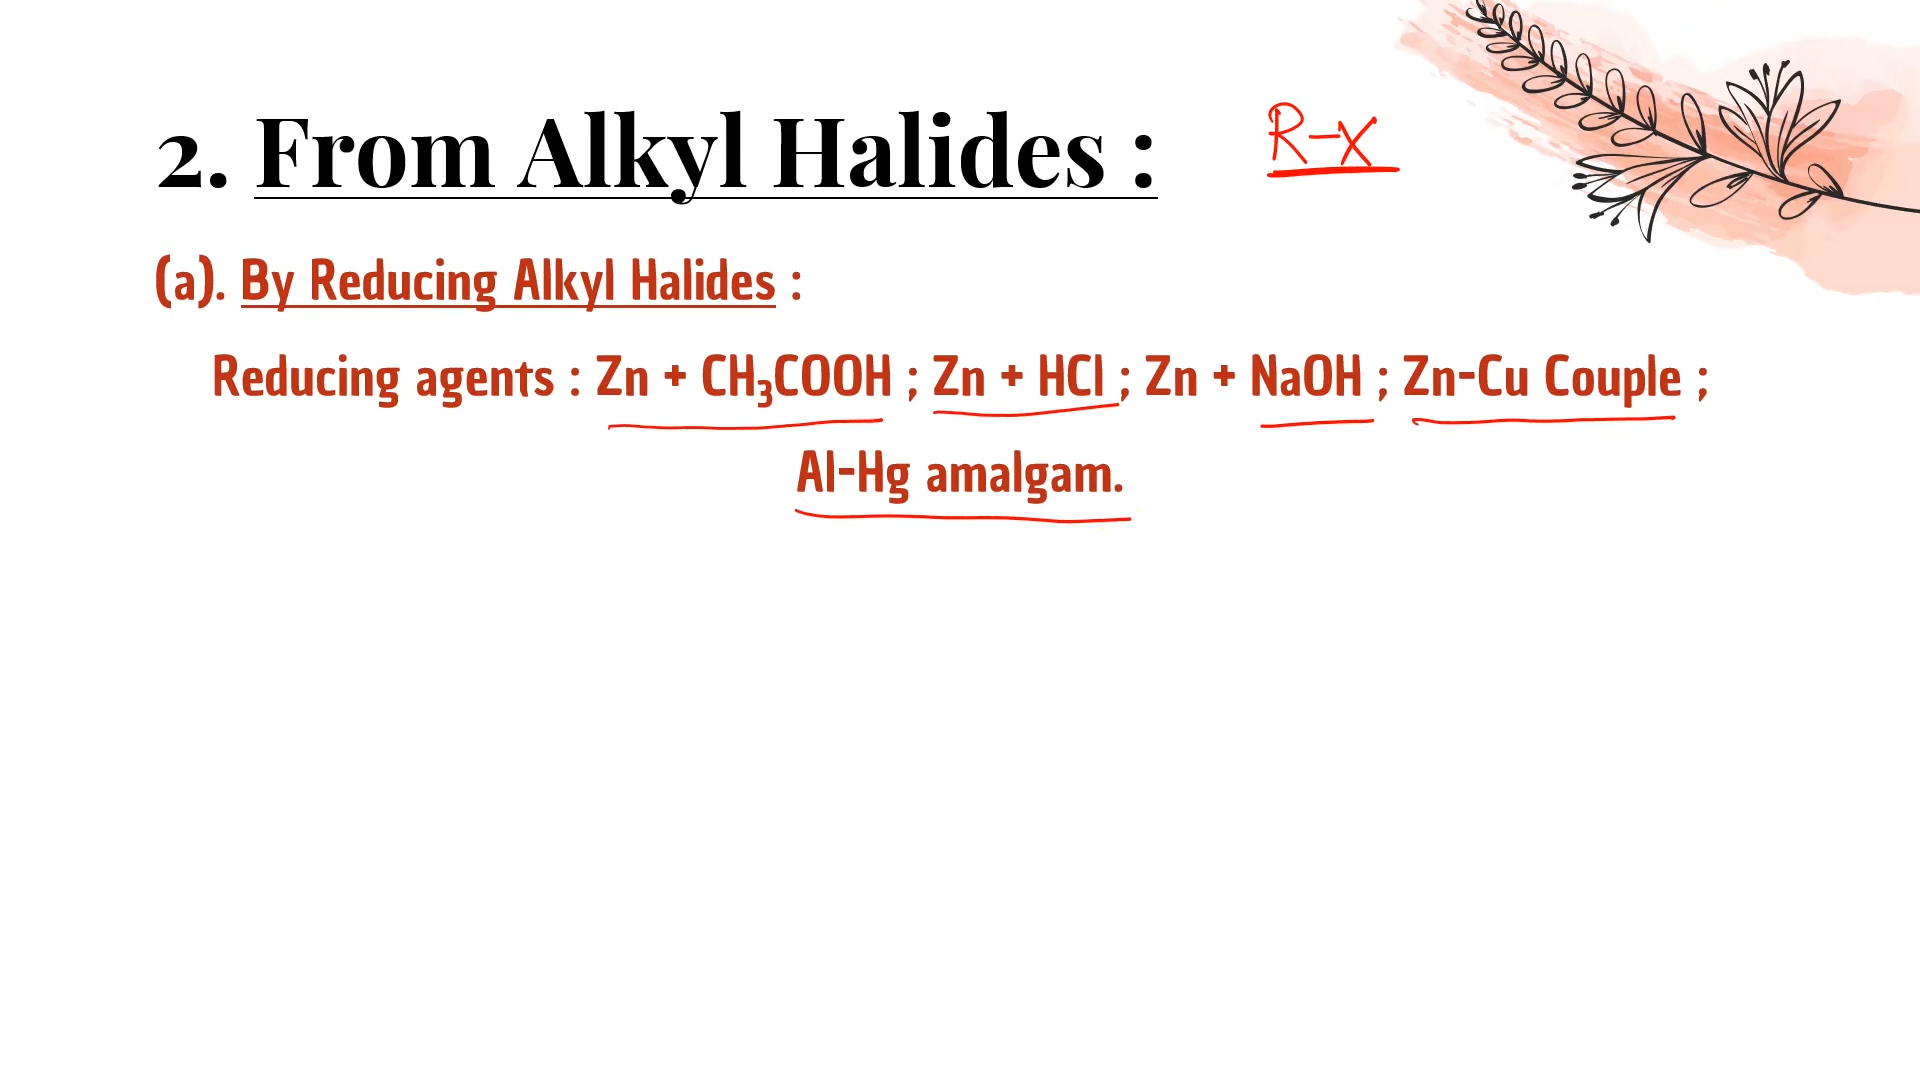 2. From Alkyl Halides :
R-X
(a). By Reducing Alkyl Halides :
Reducing agents : Zn + CH₃COOH ; Zn + HCl ; Zn + NaOH ; Zn-Cu Couple ;
Al-Hg amalgam.